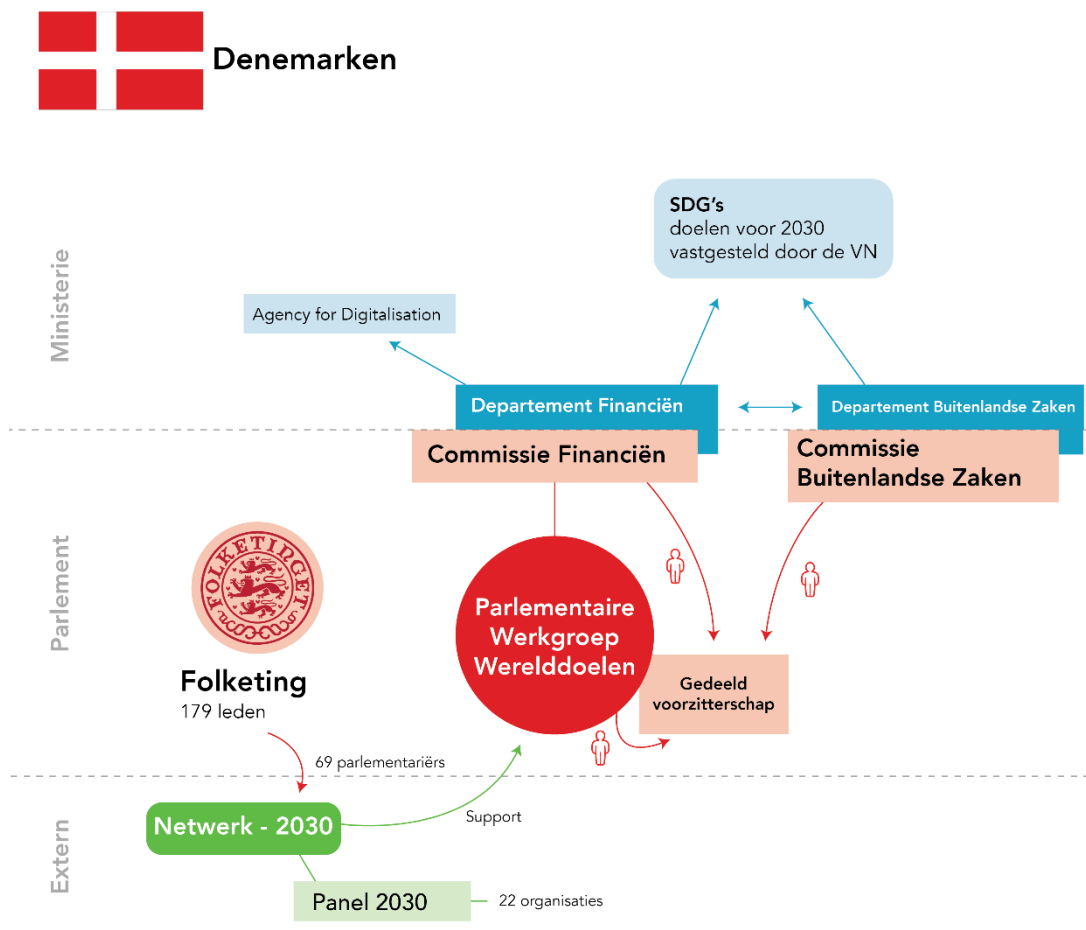 Denemarken
SDG's
doelen voor 2030
vastgesteld door de VN
Ministerie
Agency for Digitalisation
Departement Financiën
Departement Buitenlandse Zaken
Commissie Financiën
Commissie
Buitenlandse Zaken
Parlement
FOLKETINGET
Parlementaire
Werkgroep
Werelddoelen
Folketing
179 leden
Gedeeld
voorzitterschap
69 parlementariërs
Extern
Netwerk - 2030
Support
Panel 2030
22 organisaties